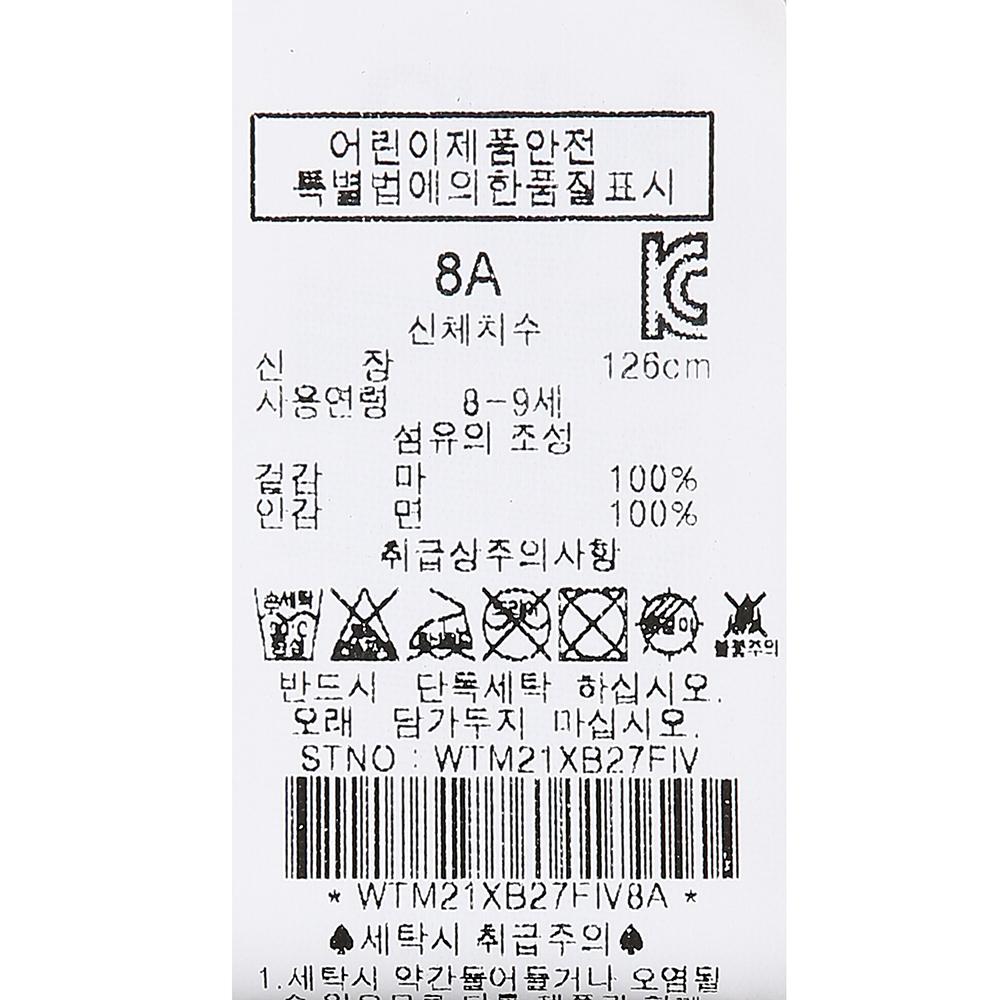 어린이제품안전
특별법에의한품질표시
8A
신체치수
신 장 126cm
사용연령 8-9세
섬유의 조성
겉감 마 100%
안감 면 100%
취급상주의사항
손세탁 30℃ 중성 드라이 불꽃주의
반드시 단독세탁 하십시오.
오래 담가두지 마십시오.
STNO : WTM21XB27FIV
* WTM21XB27FIV8A *
♠세탁시 취급주의♠
1.세탁시 약간물어들거나 오염될